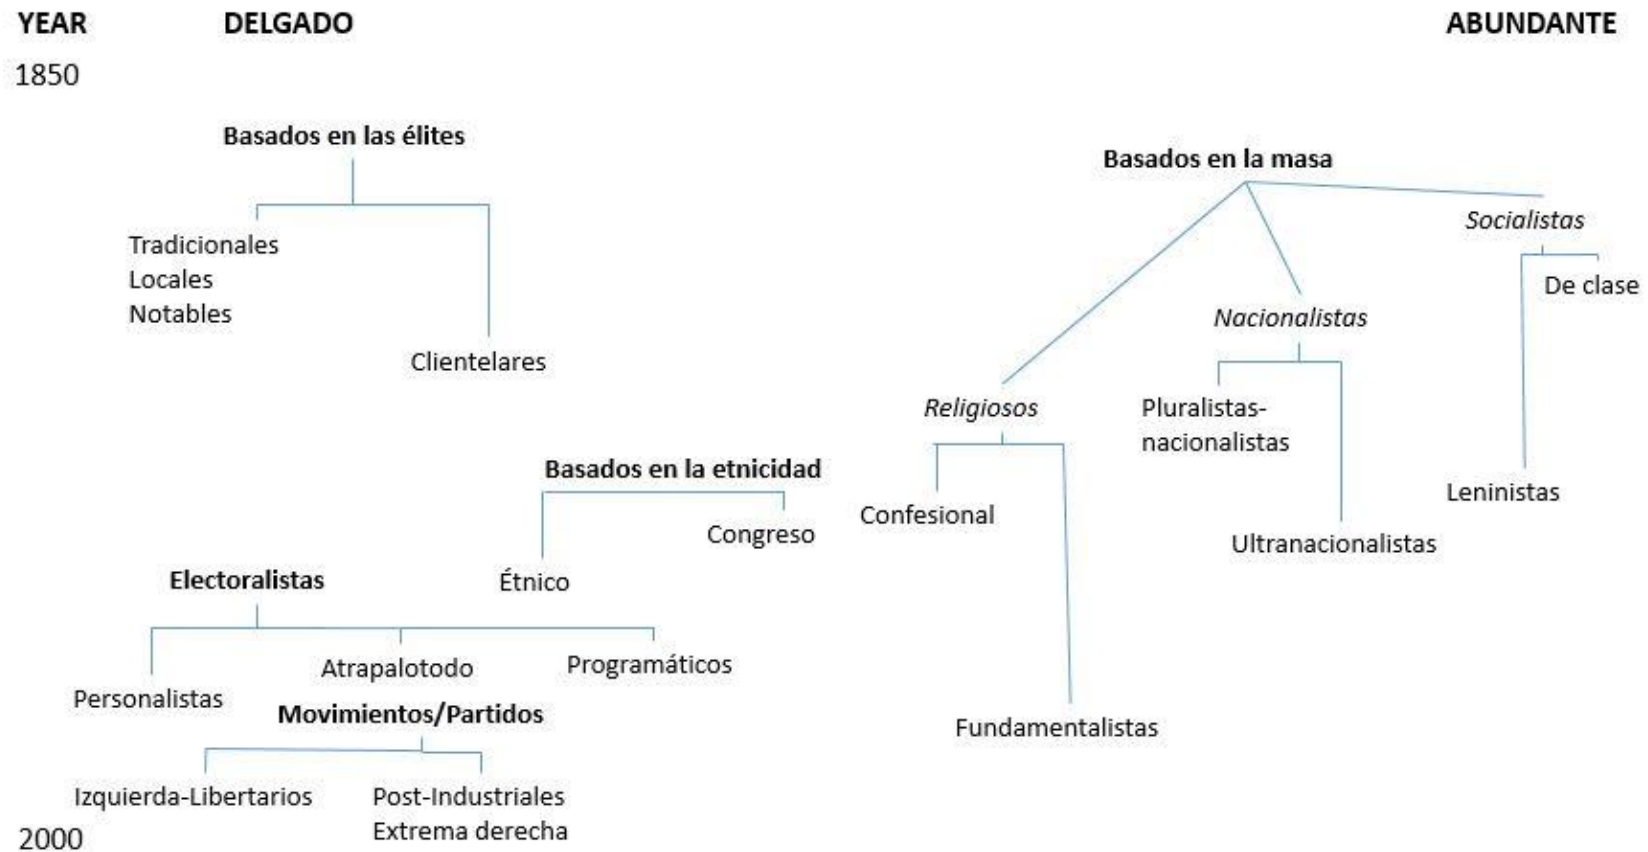 YEAR DELGADO ABUNDANTE
1850
Basados en las élites
Basados en la masa
Socialistas
Tradicionales
Locales
Notables
De clase
Nacionalistas
Clientelares
Religiosos
Pluralistas-
nacionalistas
Basados en la etnicidad
Leninistas
Confesional
Congreso
Ultranacionalistas
Electoralistas
Étnico
Atrapalotodo
Programáticos
Personalistas
Movimientos/Partidos
Fundamentalistas
Izquierda-Libertarios
Post-Industriales
Extrema derecha
2000